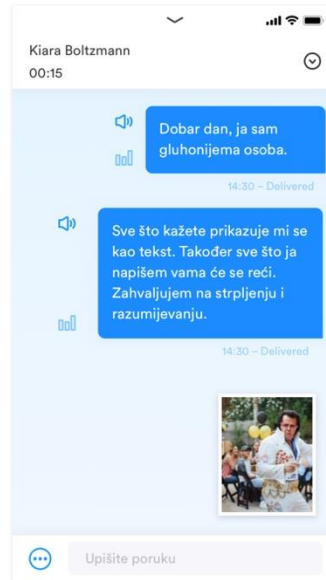 Kiara Boltzmann
00:15
Dobar dan, ja sam
gluhonijema osoba.
14:30 – Delivered
Sve što kažete prikazuje mi se
kao tekst. Također sve što ja
napišem vama će se reći.
Zahvaljujem na strpljenju i
razumijevanju.
14:30 – Delivered
Upišite poruku